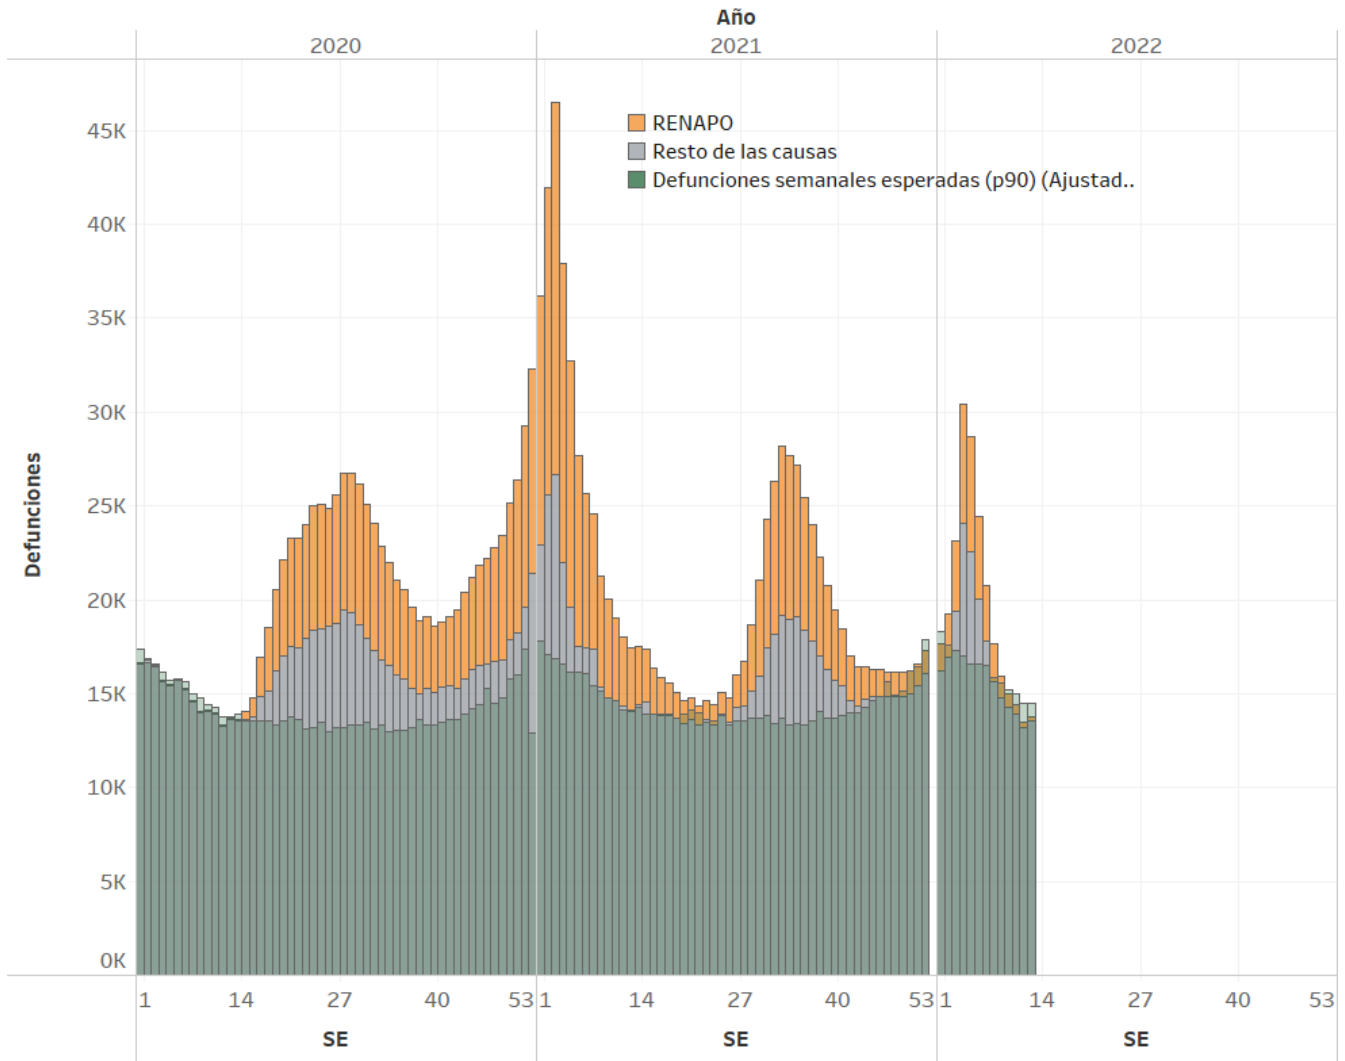 Año
2020 2021 2022
RENAPO
Resto de las causas
Defunciones semanales esperadas (p90) (Ajustad..
Defunciones
45K
40K
35K
30K
25K
20K
15K
10K
5K
0K
1 14 27 40 53 1 14 27 40 53 1 14 27 40 53
SE SE SE